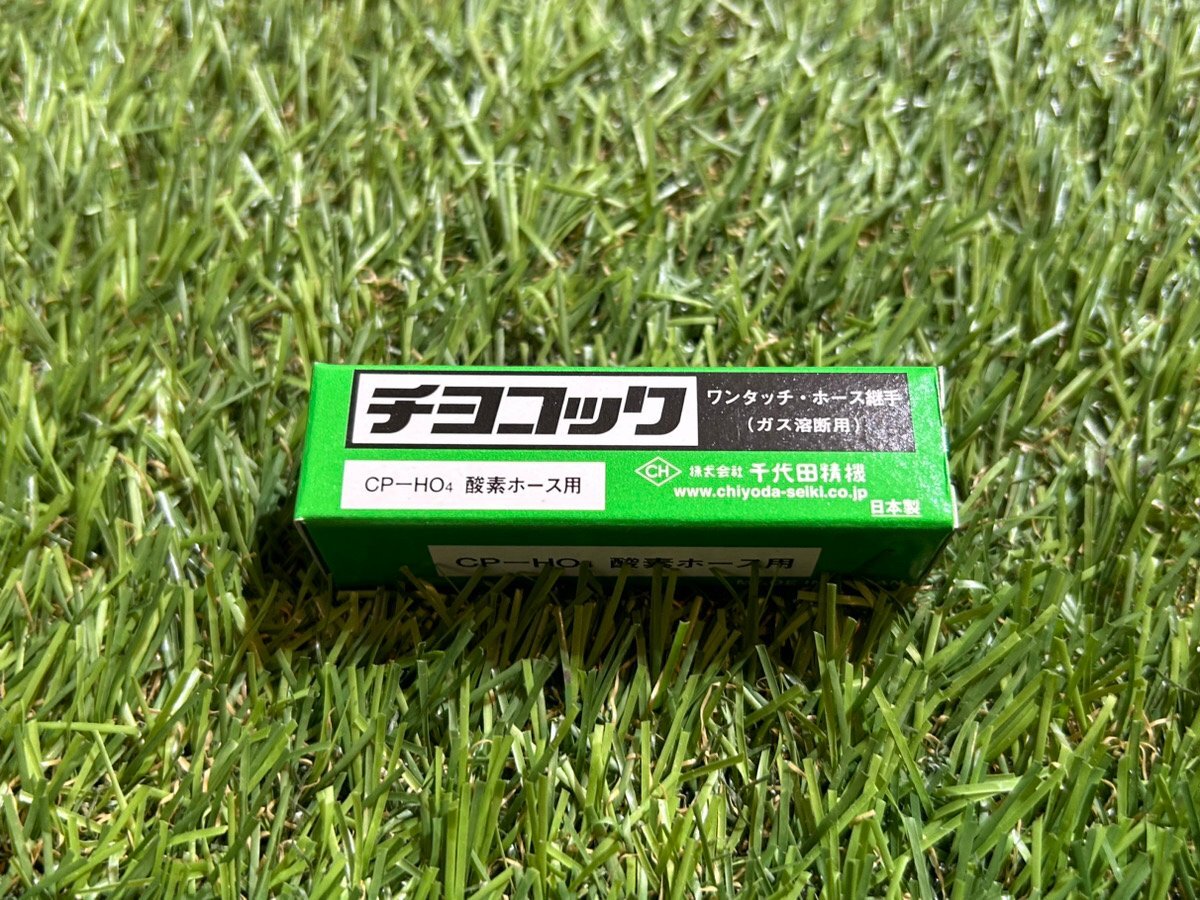 チヨコック
ワンタッチ・ホース継手
(ガス溶断用)
CP-HO4 酸素ホース用
CH 株式会社 千代田精機
www.chiyoda-seiki.co.jp
日本製
酸素ホース用